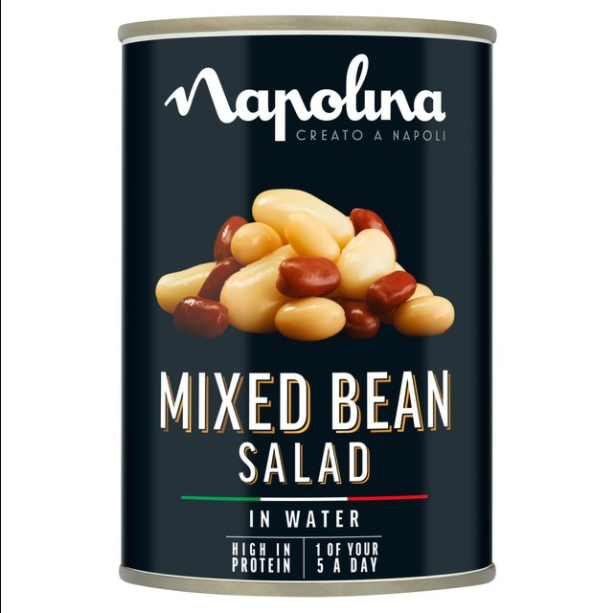 Napolina
CREATO A NAPOLI
MIXED BEAN
SALAD
IN WATER
HIGH IN
PROTEIN
1 OF YOUR
5 A DAY